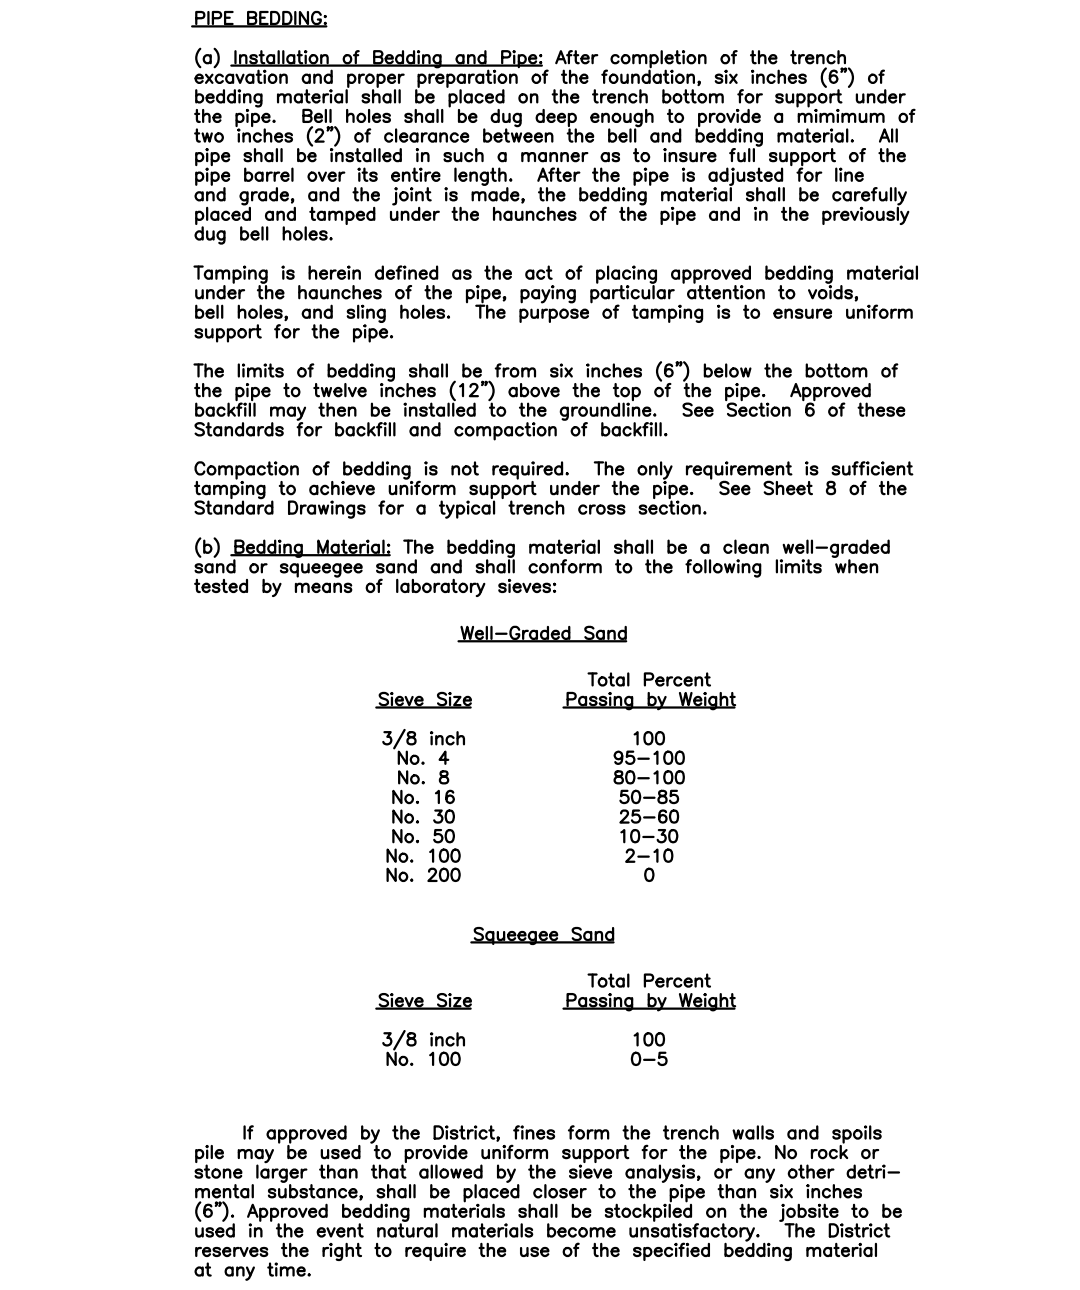 PIPE BEDDING:
(a) Installation of Bedding and Pipe: After completion of the trench
excavation and proper preparation of the foundation, six inches (6") of
bedding material shall be placed on the trench bottom for support under
the pipe. Bell holes shall be dug deep enough to provide a mimimum of
two inches (2") of clearance between the bell and bedding material. All
pipe shall be installed in such a manner as to insure full support of the
pipe barrel over its entire length. After the pipe is adjusted for line
and grade, and the joint is made, the bedding material shall be carefully
placed and tamped under the haunches of the pipe and in the previously
dug bell holes.
Tamping is herein defined as the act of placing approved bedding material
under the haunches of the pipe, paying particular attention to voids,
bell holes, and sling holes. The purpose of tamping is to ensure uniform
support for the pipe.
The limits of bedding shall be from six inches (6") below the bottom of
the pipe to twelve inches (12") above the top of the pipe. Approved
backfill may then be installed to the groundline. See Section 6 of these
Standards for backfill and compaction of backfill.
Compaction of bedding is not required. The only requirement is sufficient
tamping to achieve uniform support under the pipe. See Sheet 8 of the
Standard Drawings for a typical trench cross section.
(b) Bedding Material: The bedding material shall be a clean well-graded
sand or squeegee sand and shall conform to the following limits when
tested by means of laboratory sieves:
Well-Graded Sand
Total Percent
Sieve Size Passing by Weight
3/8 inch 100
No. 4 95-100
No. 8 80-100
No. 16 50-85
No. 30 25-60
No. 50 10-30
No. 100 2-10
No. 200 0
Squeegee Sand
Total Percent
Sieve Size Passing by Weight
3/8 inch 100
No. 100 0-5
If approved by the District, fines form the trench walls and spoils
pile may be used to provide uniform support for the pipe. No rock or
stone larger than that allowed by the sieve analysis, or any other detri-
mental substance, shall be placed closer to the pipe than six inches
(6"). Approved bedding materials shall be stockpiled on the jobsite to be
used in the event natural materials become unsatisfactory. The District
reserves the right to require the use of the specified bedding material
at any time.